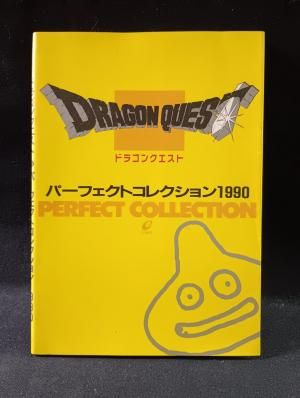 DRAGON QUEST
ドラゴンクエスト
パーフェクトコレクション1990
PERFECT COLLECTION